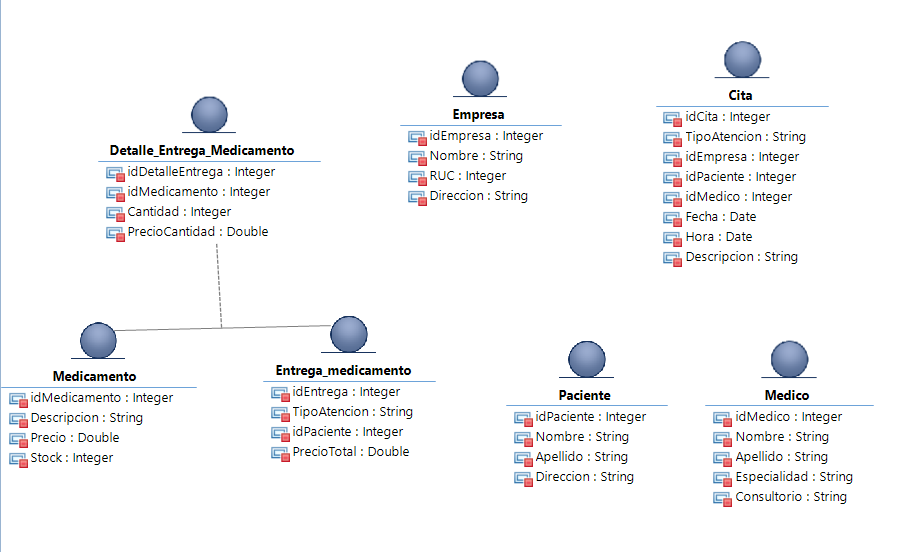 Detalle_Entrega_Medicamento
idDetalleEntrega : Integer
idMedicamento : Integer
Cantidad : Integer
PrecioCantidad : Double
Empresa
idEmpresa : Integer
Nombre : String
RUC : Integer
Direccion : String
Cita
idCita : Integer
TipoAtencion : String
idEmpresa : Integer
idPaciente : Integer
idMedico : Integer
Fecha : Date
Hora : Date
Descripcion : String
Medicamento
idMedicamento : Integer
Descripcion : String
Precio : Double
Stock : Integer
Entrega_medicamento
idEntrega : Integer
TipoAtencion : String
idPaciente : Integer
PrecioTotal : Double
Paciente
idPaciente : Integer
Nombre : String
Apellido : String
Direccion : String
Medico
idMedico : Integer
Nombre : String
Apellido : String
Especialidad : String
Consultorio : String